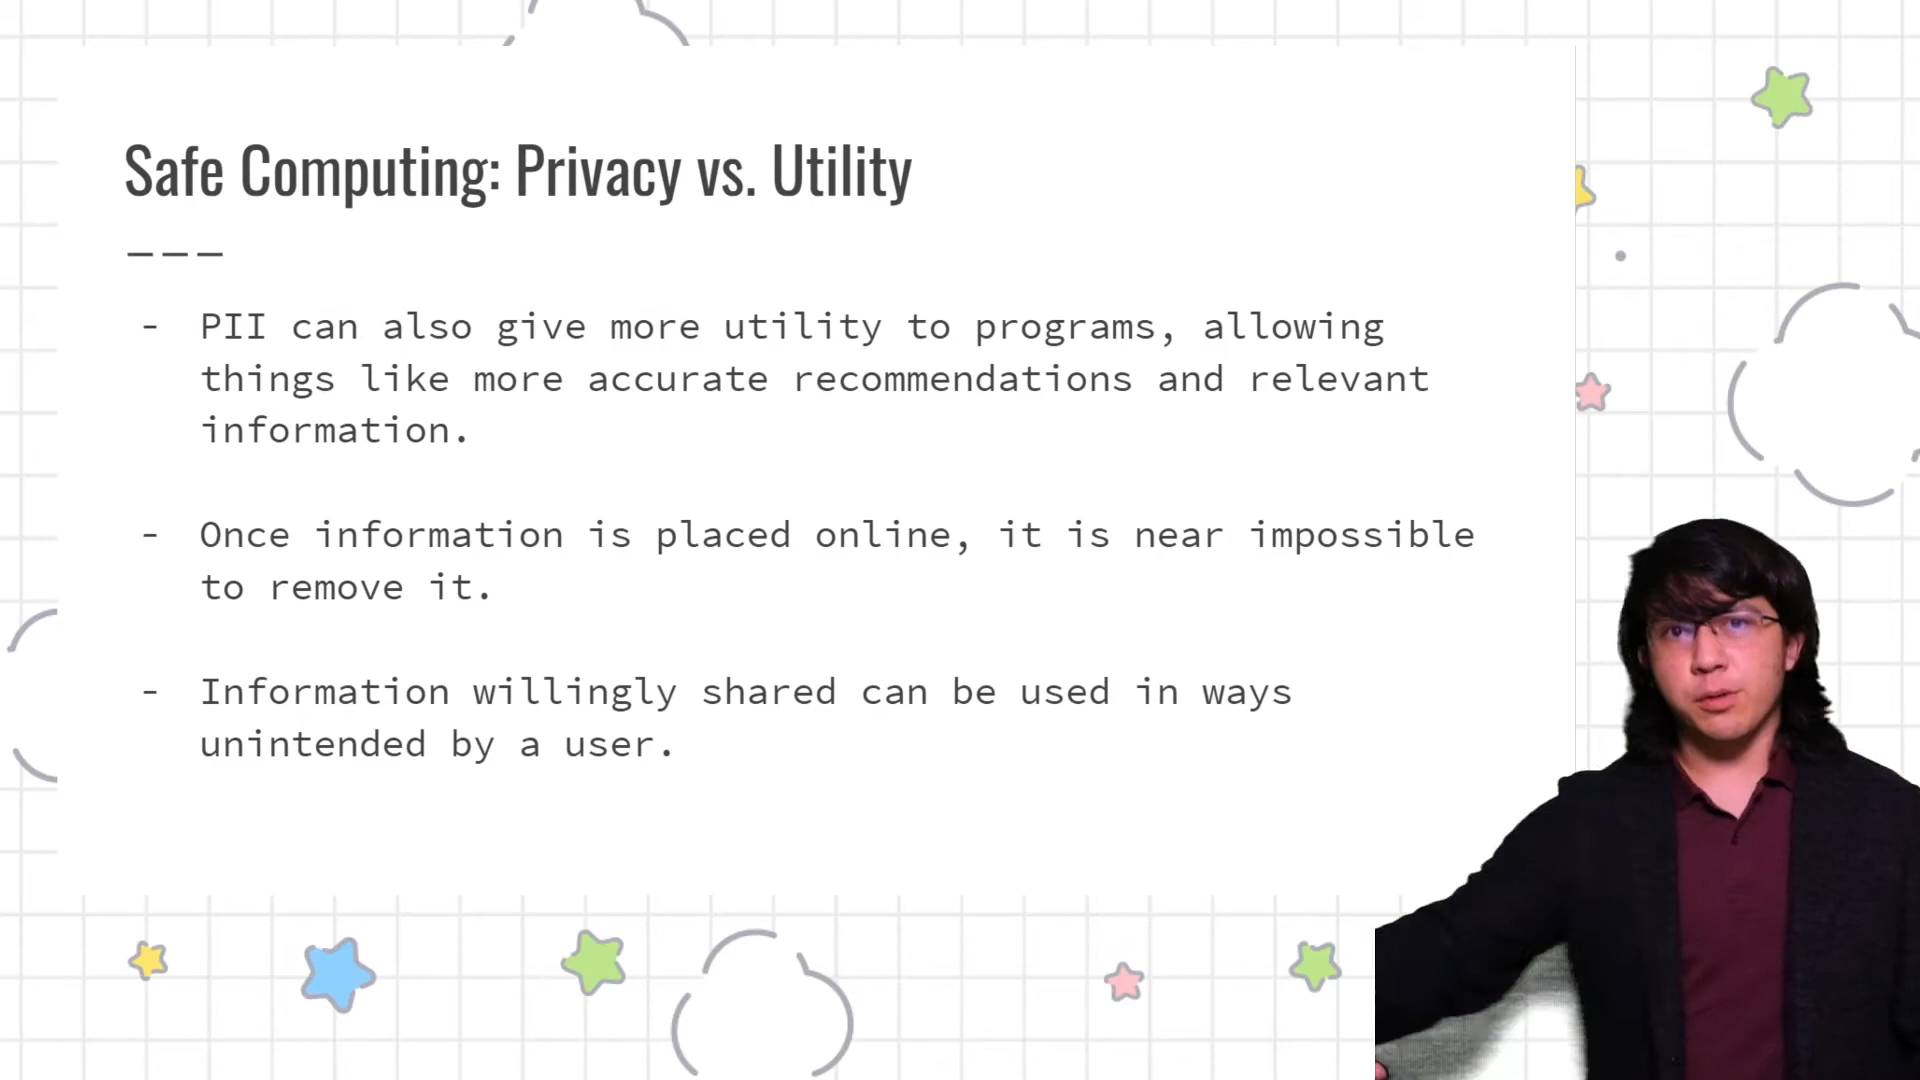 Safe Computing: Privacy vs. Utility
---
- PII can also give more utility to programs, allowing
things like more accurate recommendations and relevant
information.
- Once information is placed online, it is near impossible
to remove it.
- Information willingly shared can be used in ways
unintended by a user.